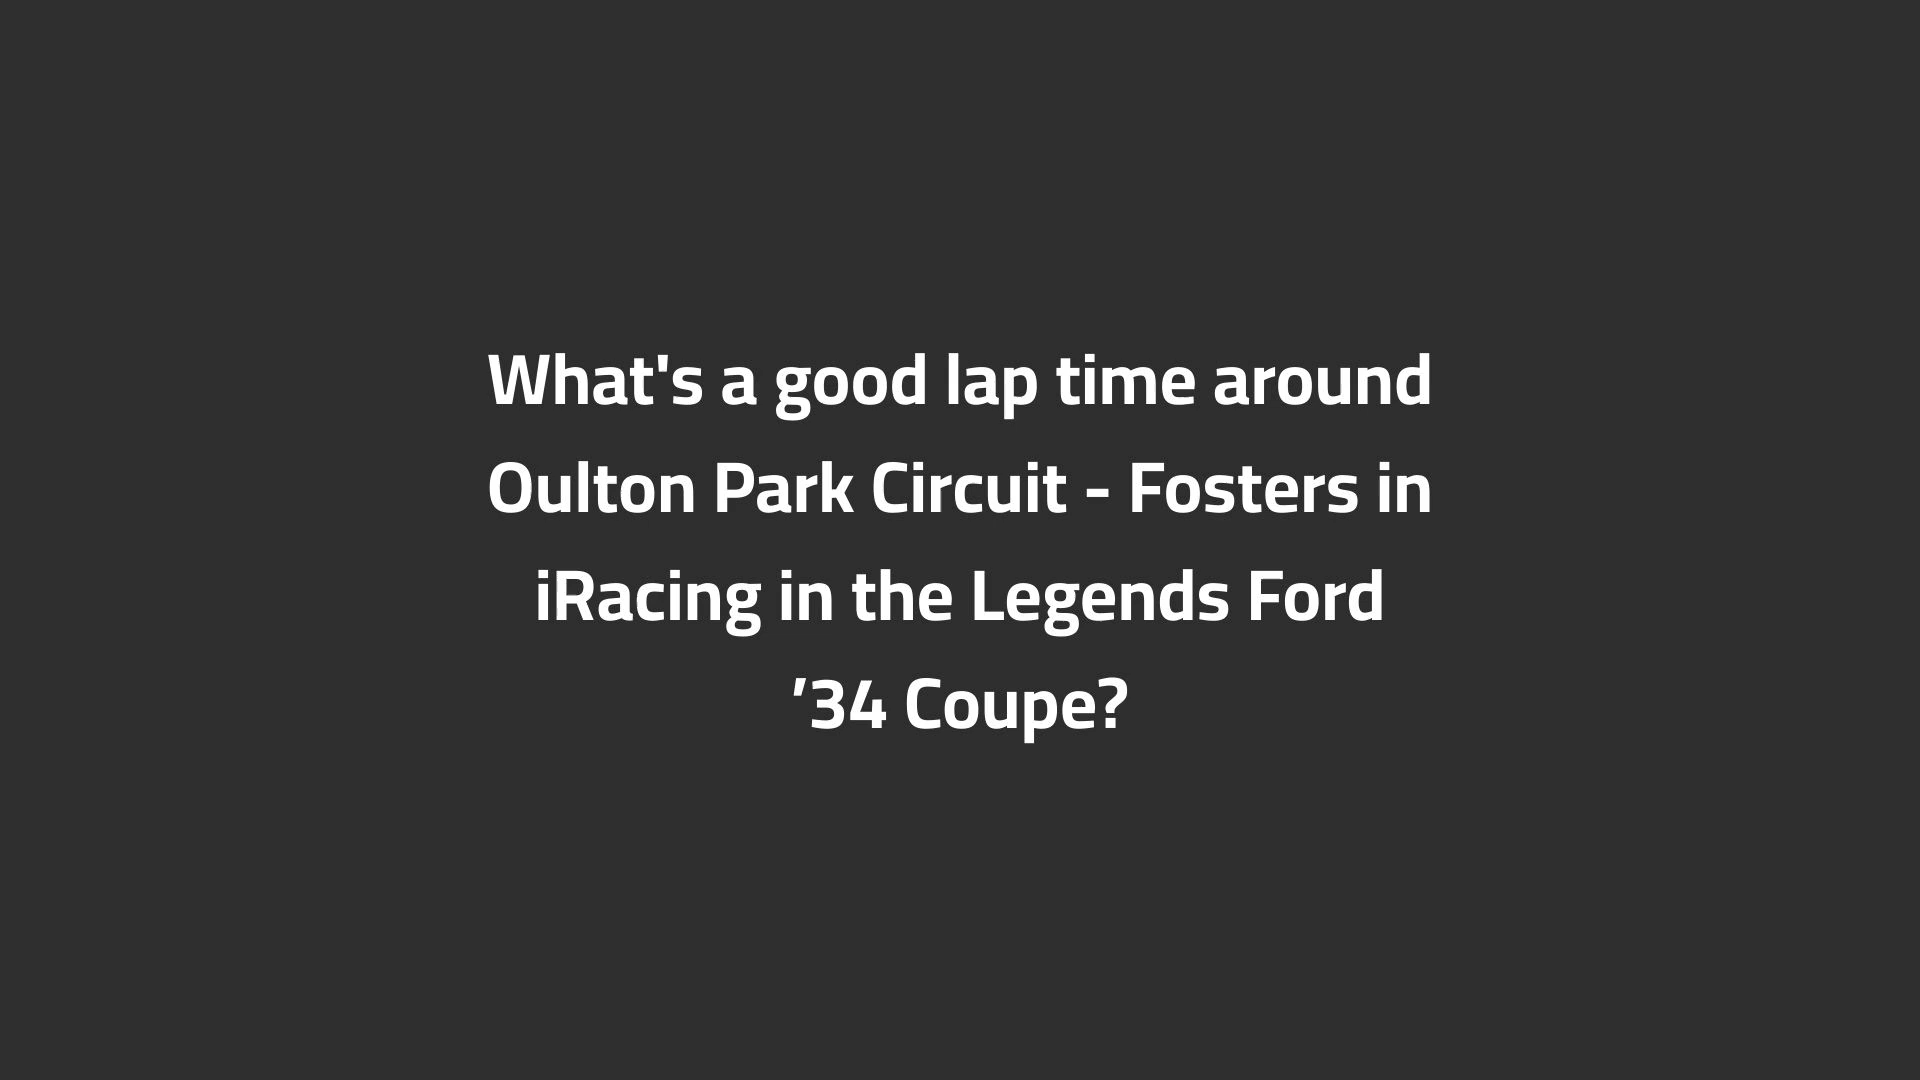 What's a good lap time around
Oulton Park Circuit - Fosters in
iRacing in the Legends Ford
′34 Coupe?